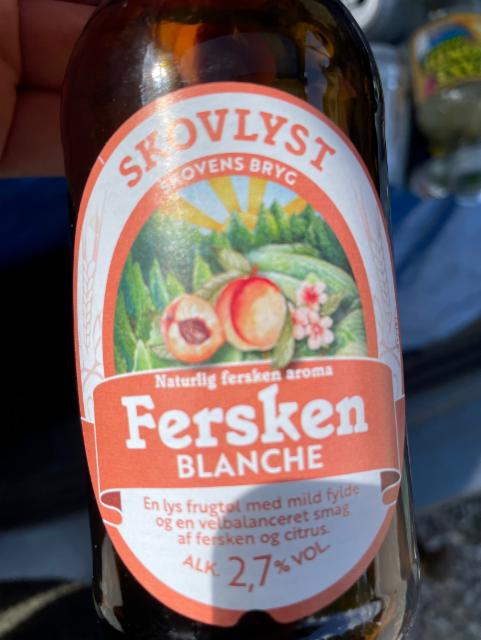 SKOVLYST
SKOVENS BRYG
Naturlig fersken aroma
Fersken
BLANCHE
En lys frugtøl med mild fylde
og en velbalanceret smag
af fersken og citrus.
ALK. 2,7% VOL